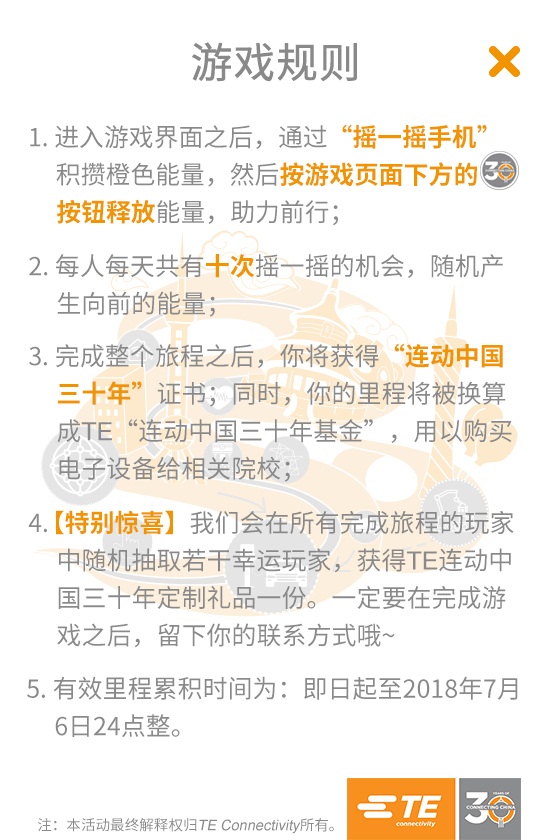 游戏规则
1. 进入游戏界面之后，通过“摇一摇手机”
积攒橙色能量，然后按游戏页面下方的30
按钮释放能量，助力前行；
2. 每人每天共有十次摇一摇的机会，随机产
生向前的能量；
3. 完成整个旅程之后，你将获得“连动中国
三十年”证书；同时，你的里程将被换算
成TE“连动中国三十年基金”，用以购买
电子设备给相关院校；
4.【特别惊喜】我们会在所有完成旅程的玩家
中随机抽取若干幸运玩家，获得TE连动中
国三十年定制礼品一份。一定要在完成游
戏之后，留下你的联系方式哦~
5. 有效里程累积时间为：即日起至2018年7月
6日24点整。
注：本活动最终解释权归TE Connectivity所有。
TE
connectivity
30
YEARS OF
CONNECTING CHINA